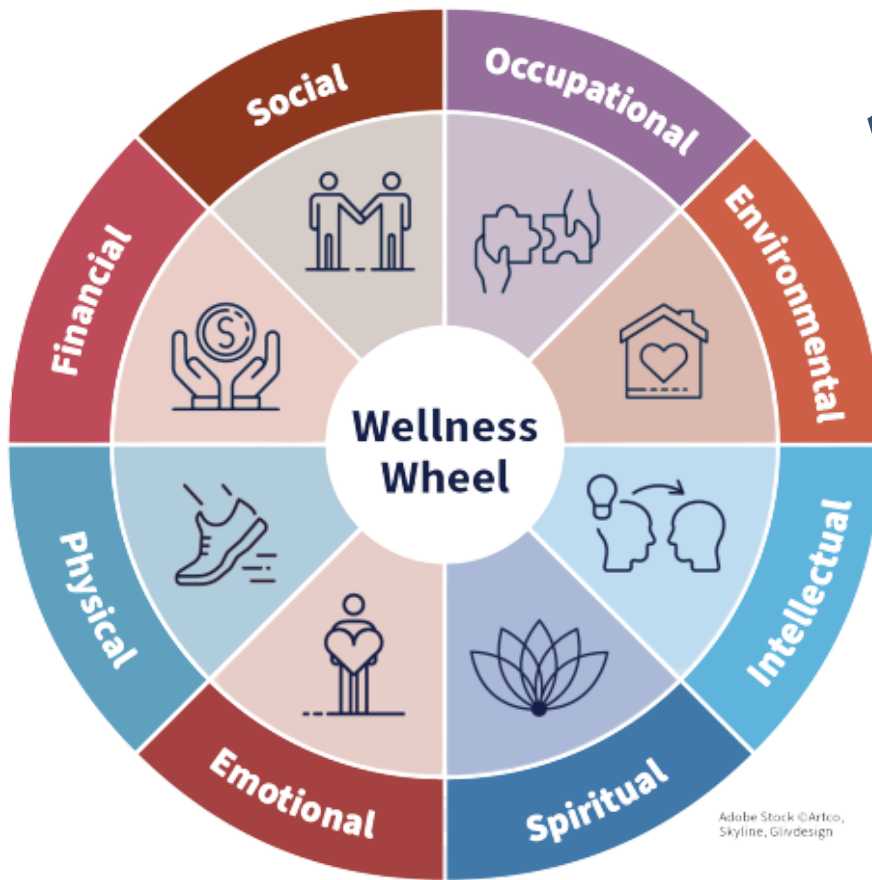 Social
Occupational
Environmental
Intellectual
Spiritual
Emotional
Physical
Financial
Wellness
Wheel
$
Adobe Stock ©Artco,
Skyline, Glivdesign